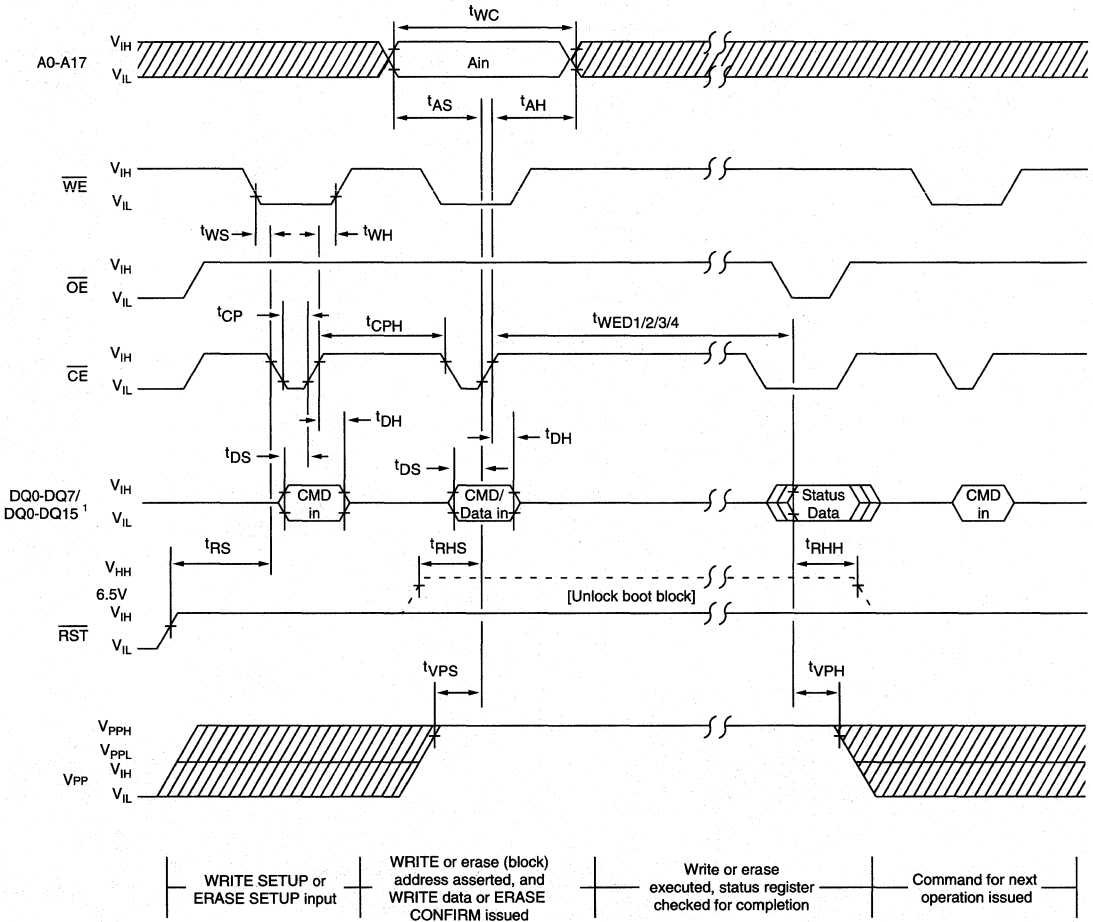 tWC
A0-A17
VIH
VIL
Ain
tAS
tAH
WE
VIH
VIL
tWS
tWH
OE
VIH
VIL
tCP
tCPH
tWED1/2/3/4
CE
VIH
VIL
tDH
tDH
tDS
tDS
DQ0-DQ7/
DQ0-DQ15 1
VIH
VIL
CMD
in
CMD/
Data in
Status
Data
CMD
in
tRS
tRHS
tRHH
VHH
6.5V
VIH
RST
VIL
[Unlock boot block]
tVPS
tVPH
VPPH
VPPL
VPP
VIH
VIL
WRITE SETUP or
ERASE SETUP input
WRITE or erase (block)
address asserted, and
WRITE data or ERASE
CONFIRM issued
Write or erase
executed, status register
checked for completion
Command for next
operation issued